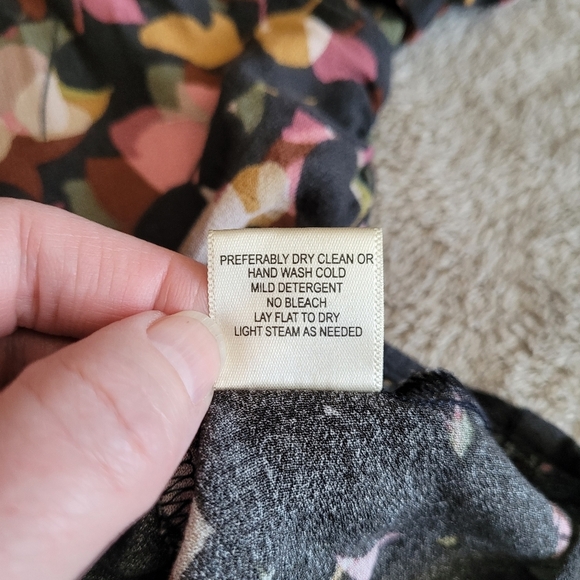 PREFERABLY DRY CLEAN OR
HAND WASH COLD
MILD DETERGENT
NO BLEACH
LAY FLAT TO DRY
LIGHT STEAM AS NEEDED